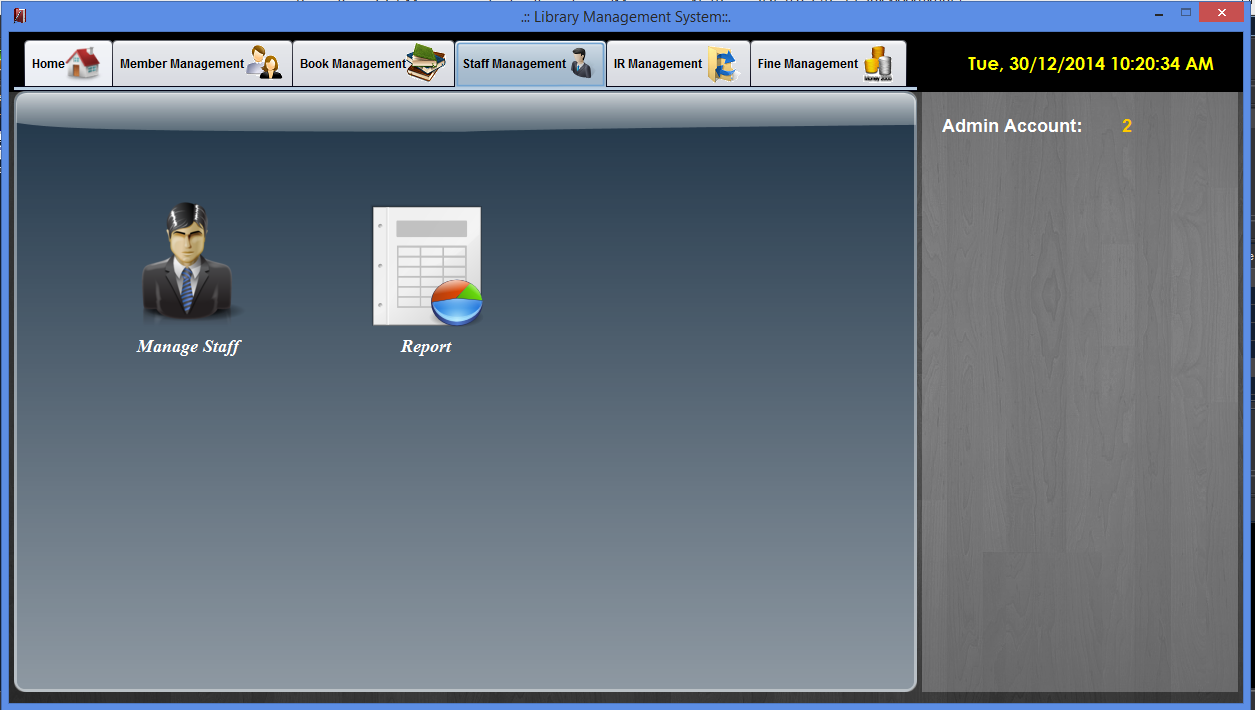 .:: Library Management System::.
Home
Member Management
Book Management
Staff Management
IR Management
Fine Management
Tue, 30/12/2014 10:20:34 AM
Admin Account: 2
Manage Staff
Report